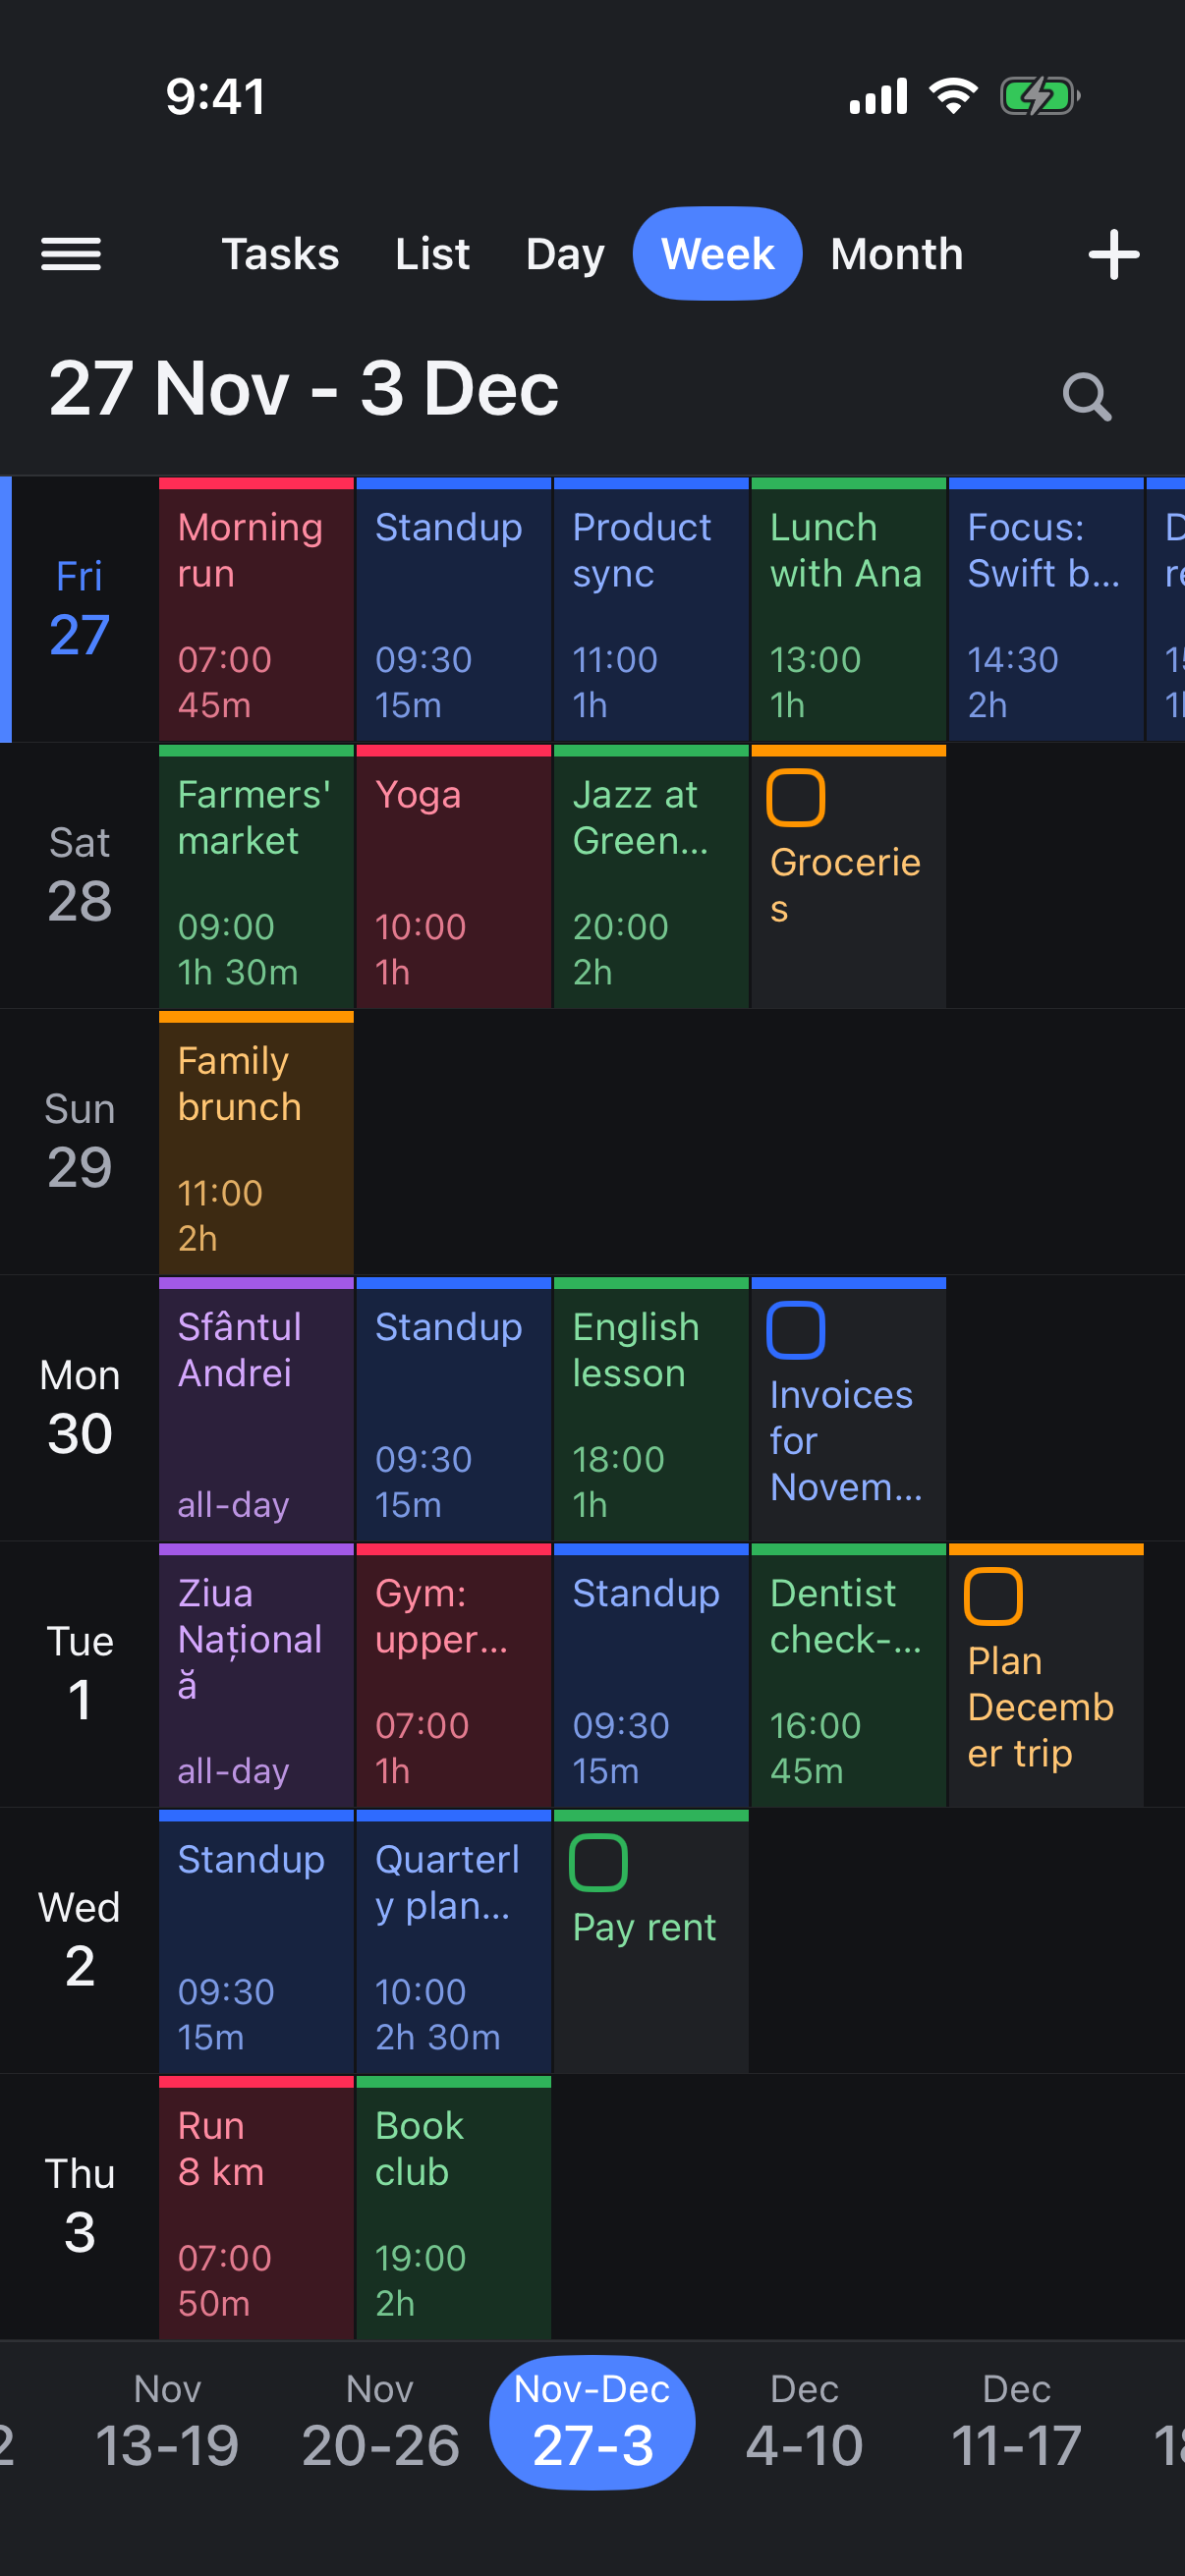 9:41
Tasks List Day Week Month
27 Nov - 3 Dec
Fri
27
Morning
run
07:00
45m
Standup
09:30
15m
Product
sync
11:00
1h
Lunch
with Ana
13:00
1h
Focus:
Swift b...
14:30
2h
Sat
28
Farmers'
market
09:00
1h 30m
Yoga
10:00
1h
Jazz at
Green...
20:00
2h
Grocerie
s
Sun
29
Family
brunch
11:00
2h
Mon
30
Sfântul
Andrei
all-day
Standup
09:30
15m
English
lesson
18:00
1h
Invoices
for
Novem...
Tue
1
Ziua
Național
ă
all-day
Gym:
upper...
07:00
1h
Standup
09:30
15m
Dentist
check-...
16:00
45m
Plan
Decemb
er trip
Wed
2
Standup
09:30
15m
Quarterl
y plan...
10:00
2h 30m
Pay rent
Thu
3
Run
8 km
07:00
50m
Book
club
19:00
2h
Nov
13-19
Nov
20-26
Nov-Dec
27-3
Dec
4-10
Dec
11-17